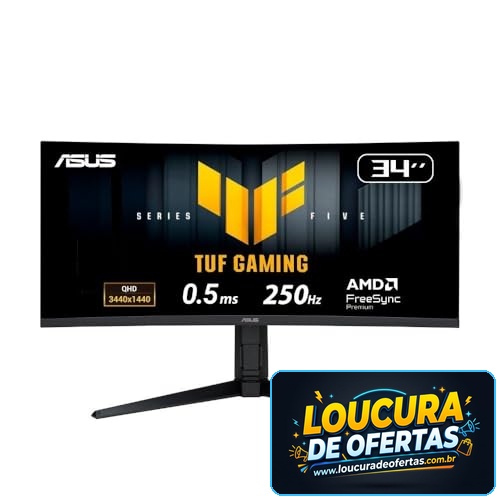 ASUS
34''
SERIES FIVE
TUF GAMING
QHD
3440x1440
0.5ms
250Hz
AMD
FreeSync
Premium
ASUS
LOUCURA
DE OFERTAS
www.loucuradeofertas.com.br